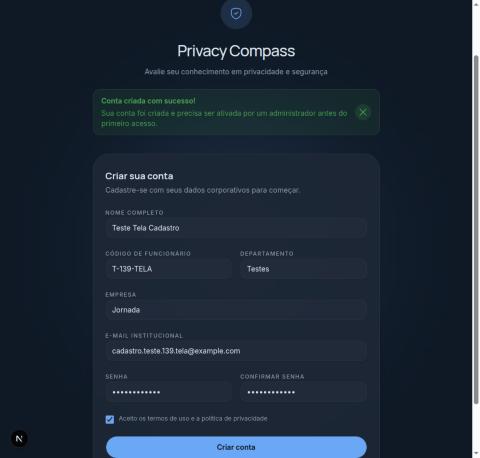 Privacy Compass
Avalie seu conhecimento em privacidade e segurança
Conta criada com sucesso!
Sua conta foi criada e precisa ser ativada por um administrador antes do
primeiro acesso.
Criar sua conta
Cadastre-se com seus dados corporativos para começar.
NOME COMPLETO
Teste Tela Cadastro
CÓDIGO DE FUNCIONÁRIO
T-139-TELA
DEPARTAMENTO
Testes
EMPRESA
Jornada
E-MAIL INSTITUCIONAL
cadastro.teste.139.tela@example.com
SENHA
••••••••••••
CONFIRMAR SENHA
••••••••••••
Aceito os termos de uso e a política de privacidade
Criar conta
N